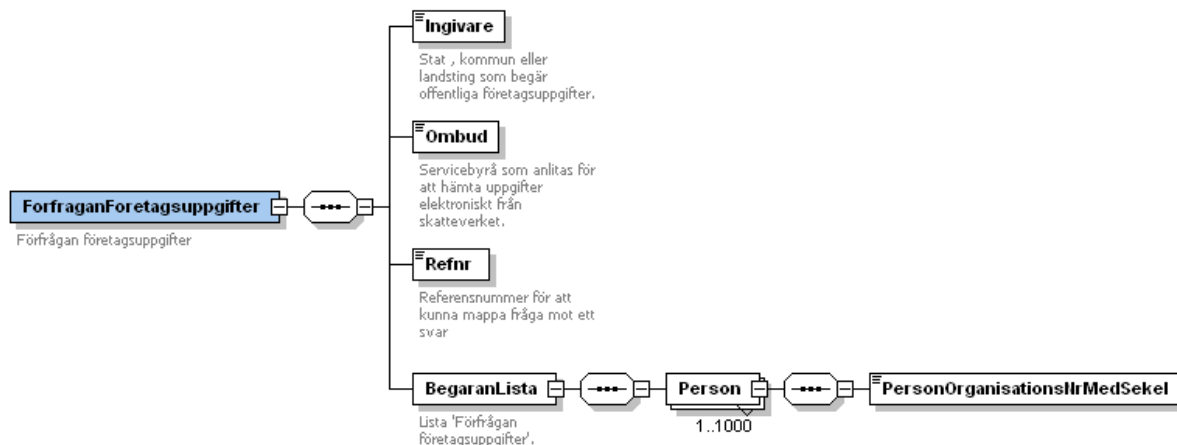 Ingivare
Stat , kommun eller
landsting som begär
offentliga företagsuppgifter.
Ombud
Servicebyrå som anlitas för
att hämta uppgifter
elektroniskt från
skatteverket.
ForfraganForetagsuppgifter
Förfrågan företagsuppgifter
Refnr
Referensnummer för att
kunna mappa fråga mot ett
svar
BegaranLista
Lista 'Förfrågan
företagsuppgifter'.
Person
1..1000
PersonOrganisationsNrMedSekel